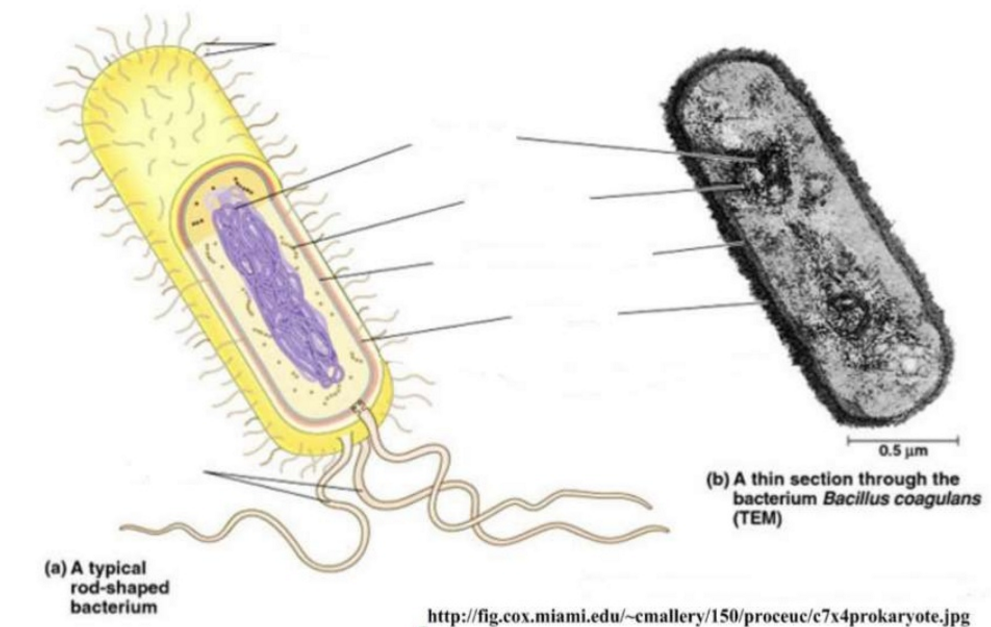 0.5 µm
(b) A thin section through the
bacterium Bacillus coagulans
(TEM)
(a) A typical
rod-shaped
bacterium
http://fig.cox.miami.edu/~cmallery/150/proceuc/c7x4prokaryote.jpg